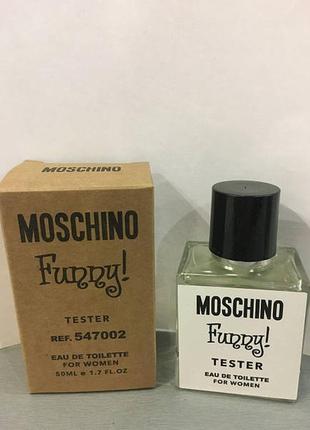 MOSCHINO
Funny!
TESTER
REF. 547002
EAU DE TOILETTE
FOR WOMEN
50ML e 1.7 FL.OZ
MOSCHINO
Funny!
TESTER
EAU DE TOILETTE
FOR WOMEN